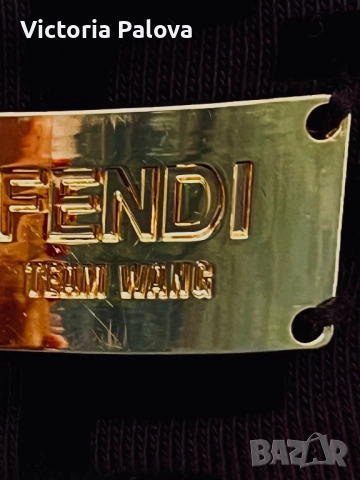 Victoria Palova
FENDI
TEAM WANG
BAZAR